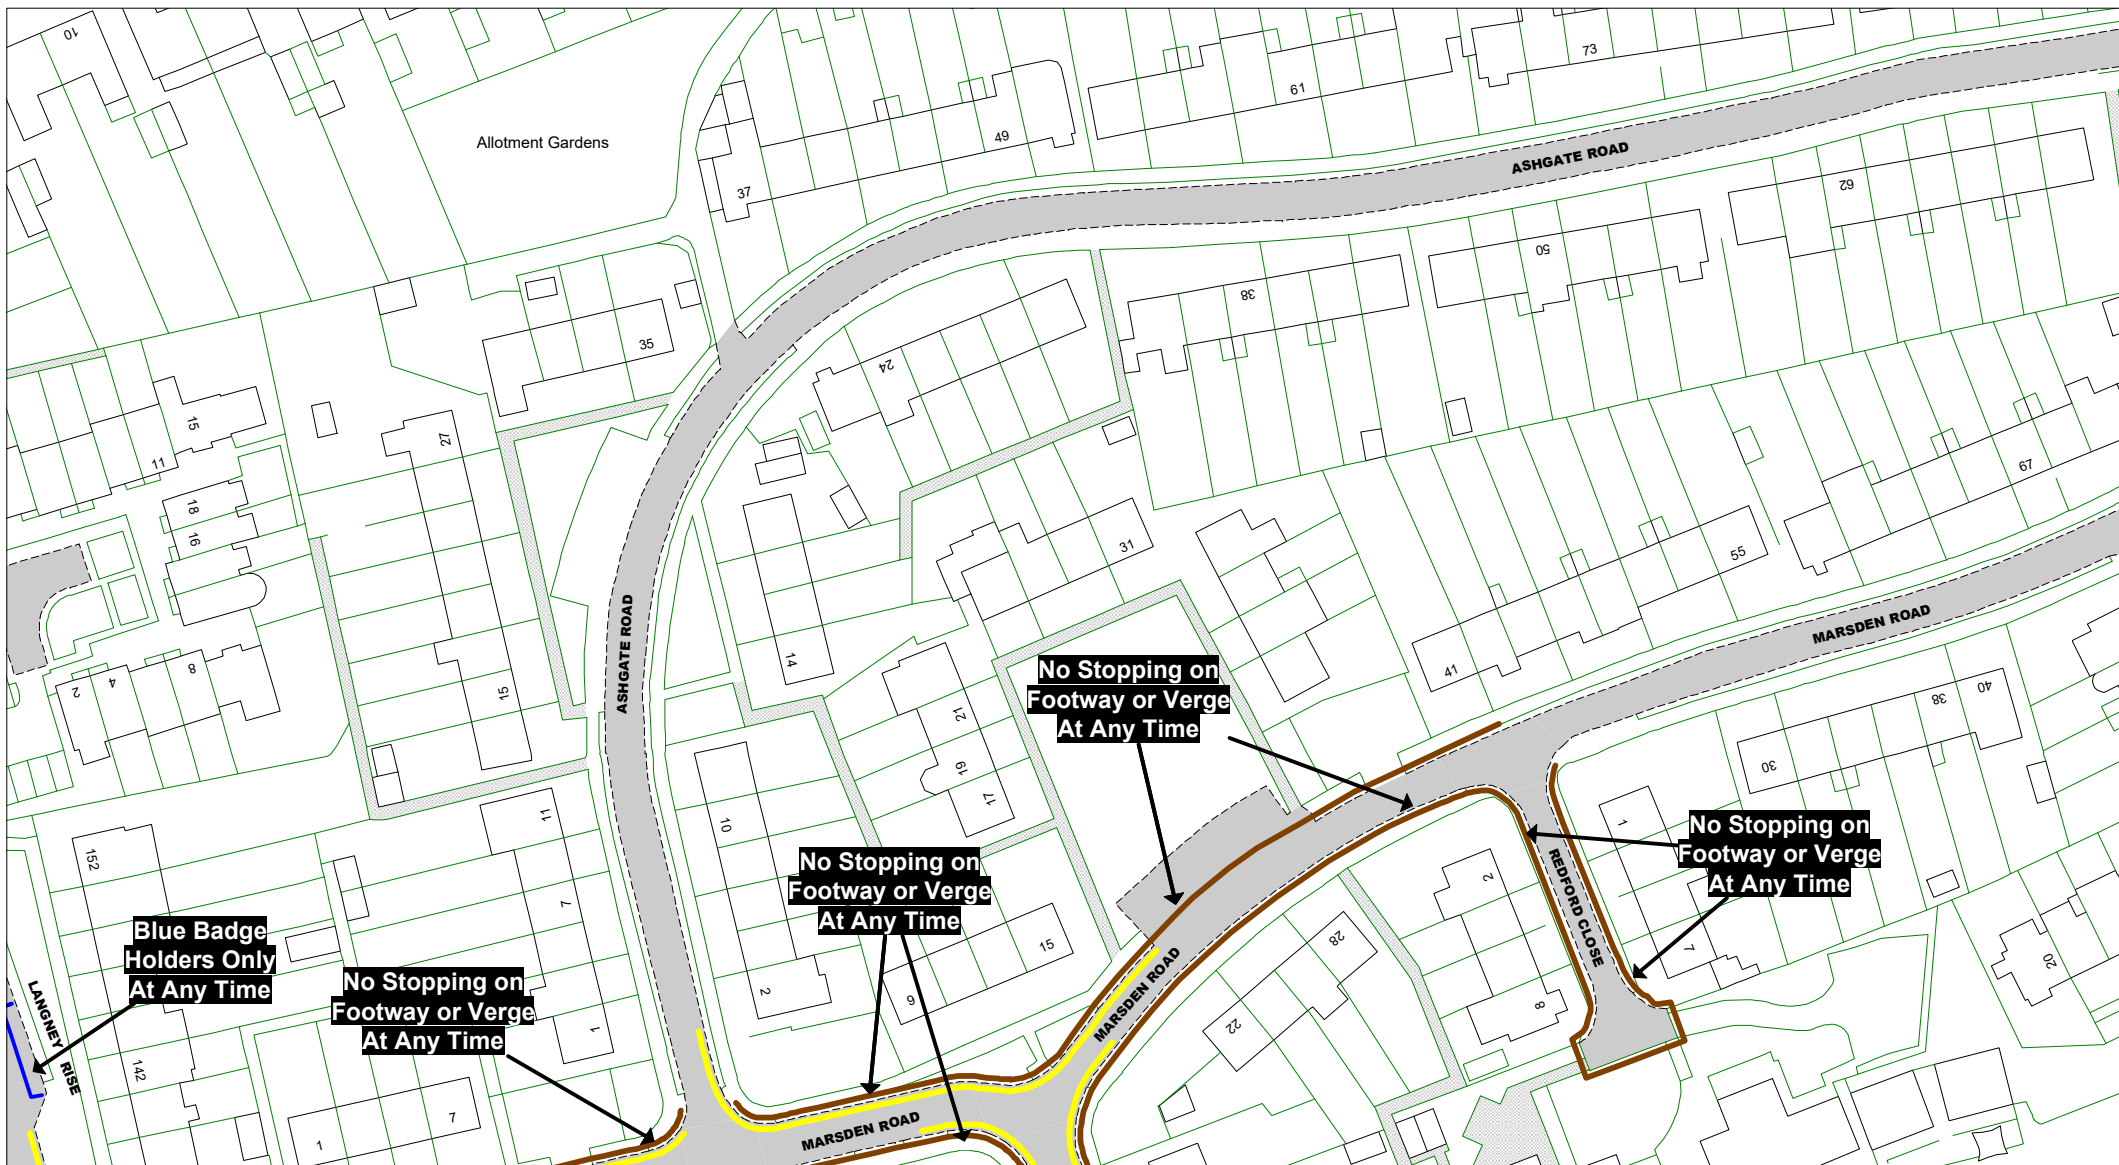 10
73
61
Allotment Gardens
49
ASHGATE ROAD
37
62
50
38
35
24
15
27
11
67
18
16
31
55
ASHGATE ROAD
MARSDEN ROAD
14
No Stopping on
Footway or Verge
At Any Time
41
2
4
8
15
21
38
40
19
30
17
11
10
1
No Stopping on
Footway or Verge
At Any Time
152
No Stopping on
Footway or Verge
At Any Time
2
REDFORD CLOSE
7
Blue Badge
Holders Only
At Any Time
15
28
7
20
No Stopping on
Footway or Verge
At Any Time
9
2
MARSDEN ROAD
8
22
LANGNEY RISE
1
142
7
1
MARSDEN ROAD